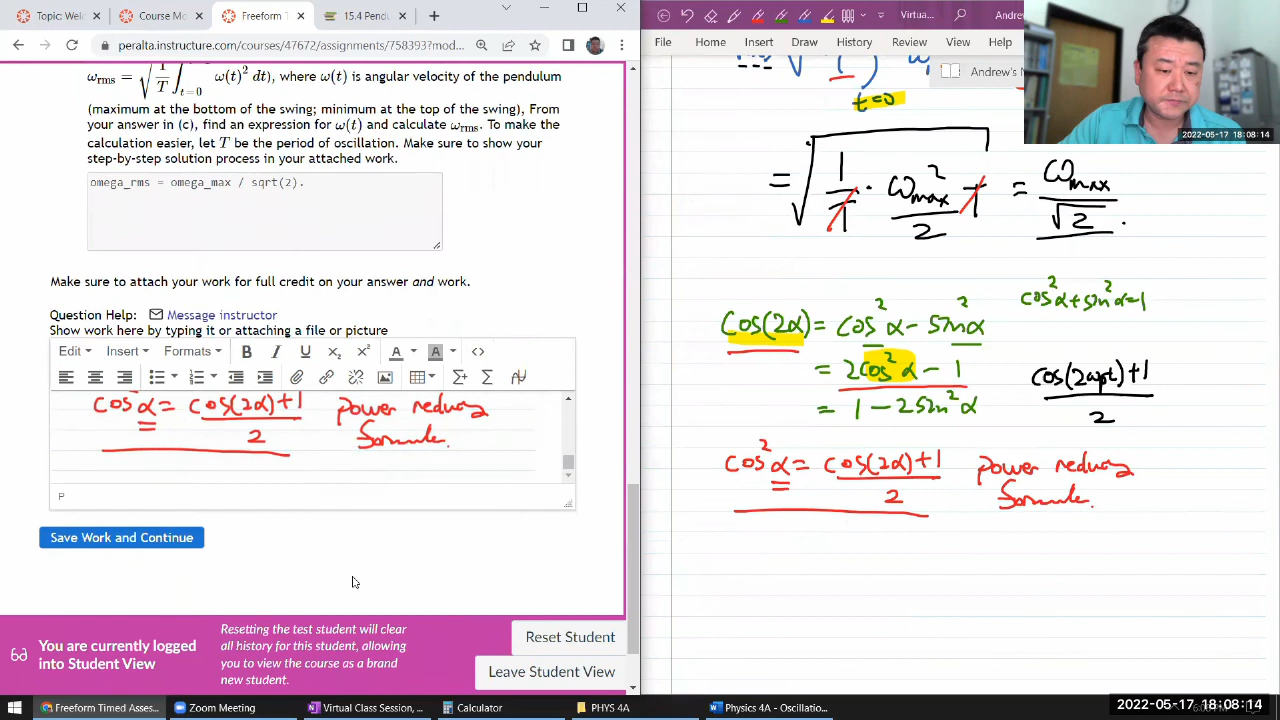 Topic: Welco
Course Mod
Freeform T
15.4 Pendu
peralta.instructure.com/courses/47672/assignments/758393?mod...
ω_rms = √(1/T ∫_{t=0} ω(t)² dt), where ω(t) is angular velocity of the pendulum
(maximum at the bottom of the swing; minimum at the top of the swing), From
your answer in (c), find an expression for ω(t) and calculate ω_rms. To make the
calculation easier, let T be the period of oscillation. Make sure to show your
step-by-step solution process in your attached work.
omega_rms = omega_max / sqrt(2).
Make sure to attach your work for full credit on your answer and work.
Question Help: Message instructor
Show work here by typing it or attaching a file or picture
Edit Insert Formats B I U x₂ x² A A <>
cos²α = cos(2α)+1 / 2 power reducing
formula.
P
Save Work and Continue
You are currently logged
into Student View
Resetting the test student will clear
all history for this student, allowing
you to view the course as a brand
new student.
Reset Student
Leave Student View
Virtua...
Andre
File Home Insert Draw History Review View Help
Andrew's N
t=0
= √(1/T · ω²max/2 T) = ωmax/√2 .
cos²α+sin²α=1
cos(2α) = cos²α – sin²α
= 2cos²α – 1
cos(2ωpt)+1 / 2
= 1 – 2sin²α
cos²α = cos(2α)+1 / 2 power reducing
formula.
2022-05-17 18:08:14
Freeform Timed Asses...
Zoom Meeting
Virtual Class Session, ...
Calculator
PHYS 4A
Physics 4A - Oscillatio...
2022-05-17 18:08:14